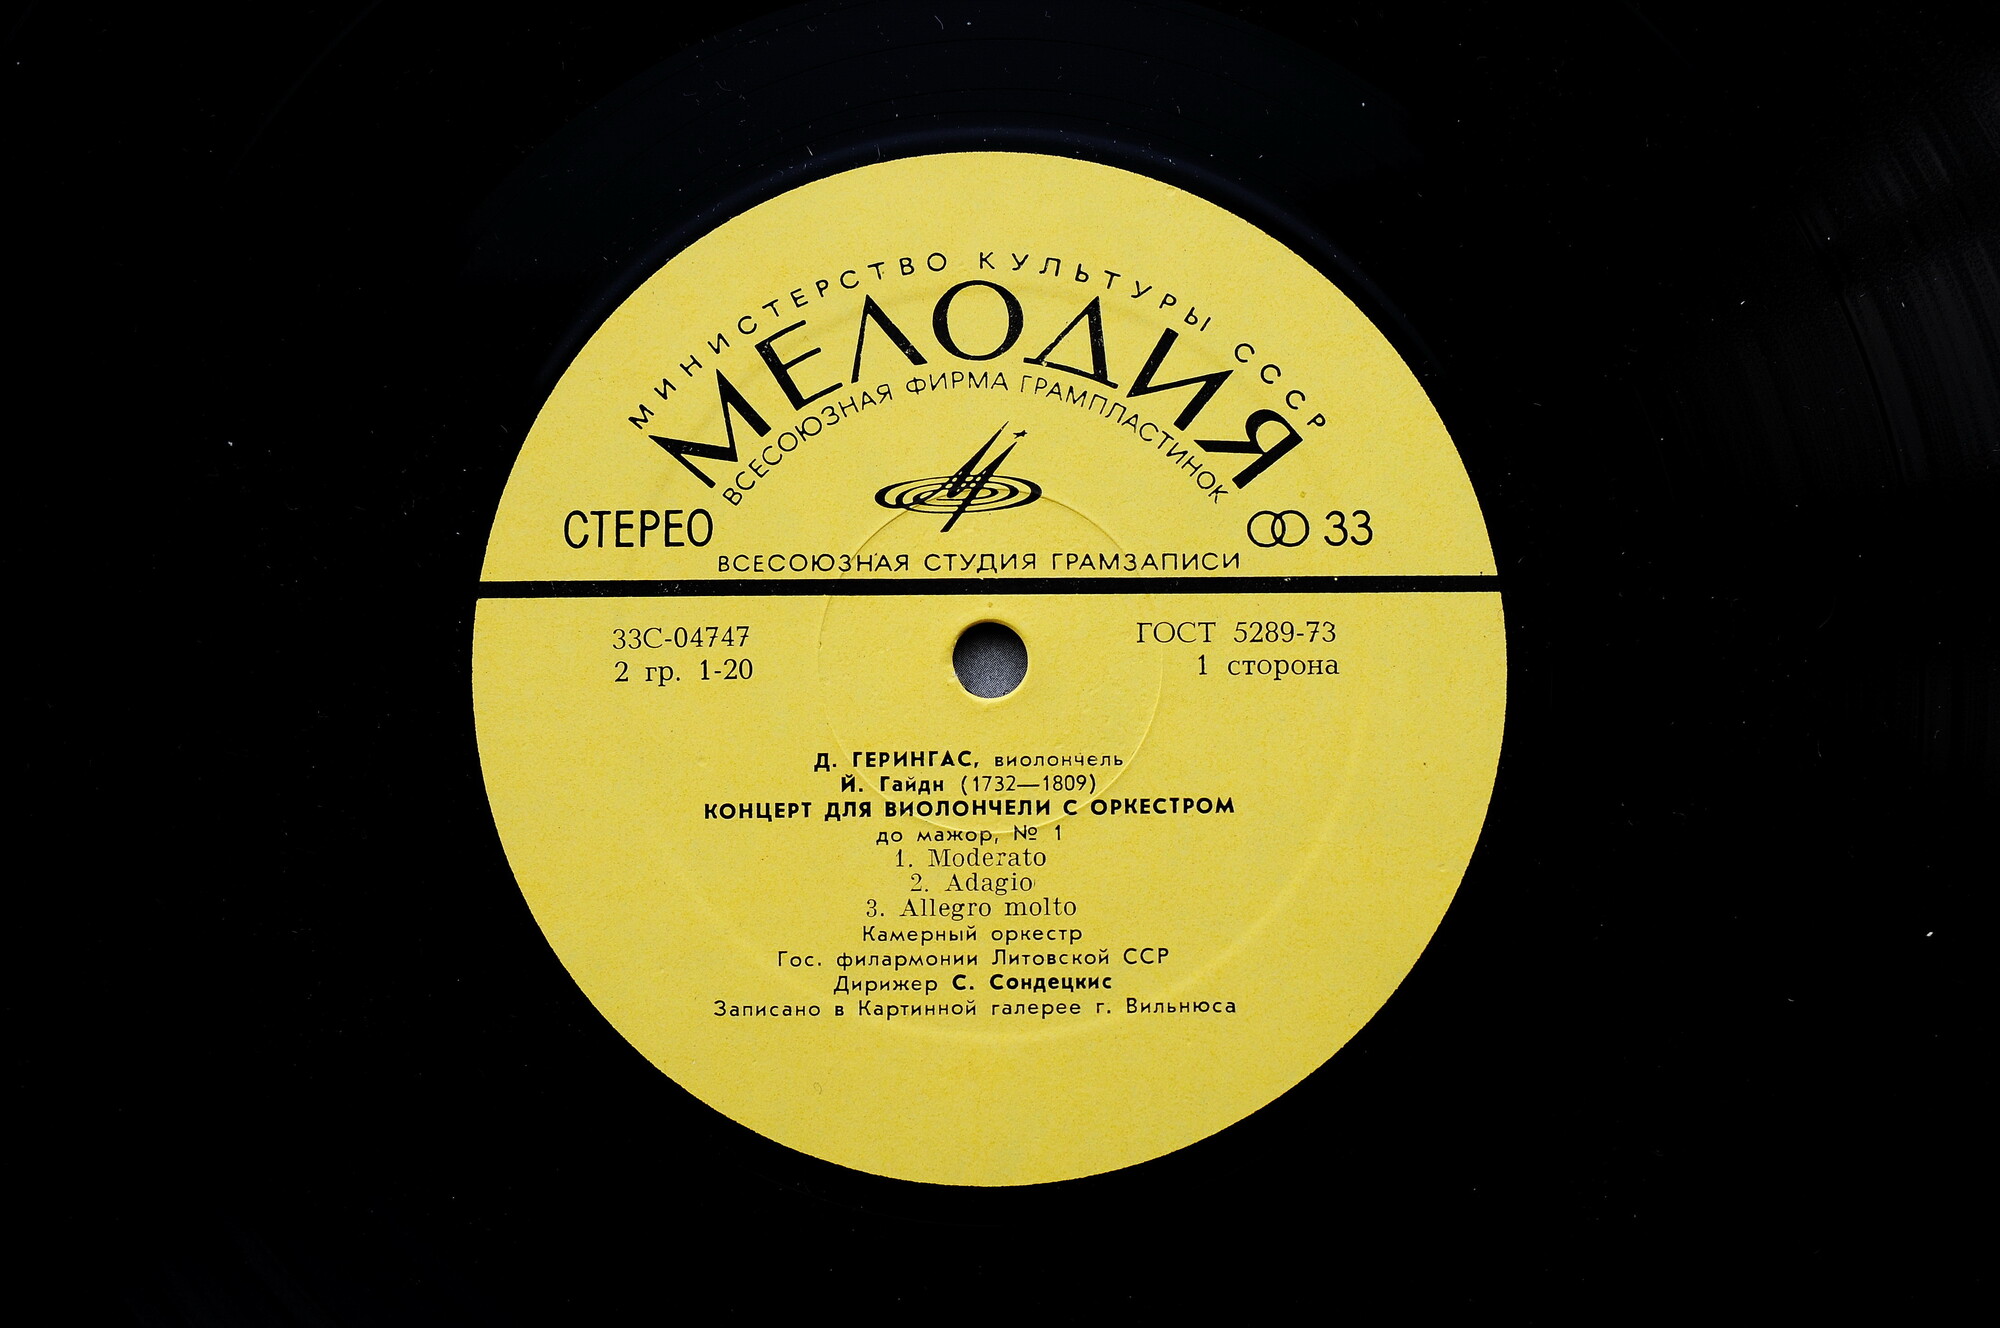 МИНИСТЕРСТВО КУЛЬТУРЫ СССР
МЕЛОДИЯ
ВСЕСОЮЗНАЯ ФИРМА ГРАМПЛАСТИНОК
СТЕРЕО
33
ВСЕСОЮЗНАЯ СТУДИЯ ГРАМЗАПИСИ
33С-04747
ГОСТ 5289-73
2 гр. 1-20
1 сторона
Д. ГЕРИНГАС, виолончель
Й. Гайдн (1732—1809)
КОНЦЕРТ ДЛЯ ВИОЛОНЧЕЛИ С ОРКЕСТРОМ
до мажор, № 1
1. Moderato
2. Adagio
3. Allegro molto
Камерный оркестр
Гос. филармонии Литовской ССР
Дирижер С. Сондецкис
Записано в Картинной галерее г. Вильнюса